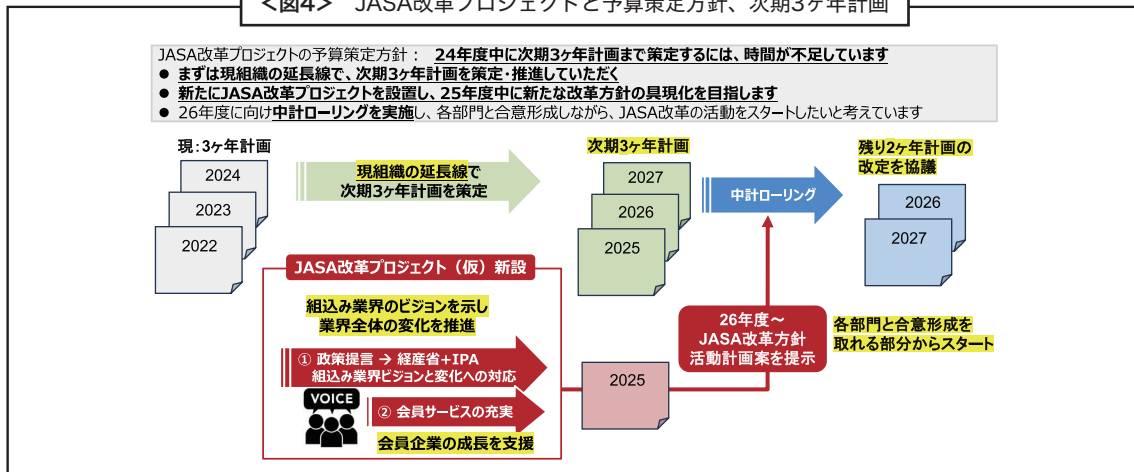 <図4> JASA改革プロジェクトと予算策定方針、次期3ヶ年計画
JASA改革プロジェクトの予算策定方針： 24年度中に次期3ヶ年計画まで策定するには、時間が不足しています
● まずは現組織の延長線で、次期3ヶ年計画を策定・推進していただく
● 新たにJASA改革プロジェクトを設置し、25年度中に新たな改革方針の具現化を目指します
● 26年度に向け中計ローリングを実施し、各部門と合意形成しながら、JASA改革の活動をスタートしたいと考えています
現：3ヶ年計画
2024
2023
2022
現組織の延長線で
次期3ヶ年計画を策定
次期3ヶ年計画
2027
2026
2025
中計ローリング
残り2ヶ年計画の
改定を協議
2026
2027
JASA改革プロジェクト（仮）新設
組込み業界のビジョンを示し
業界全体の変化を推進
① 政策提言 → 経産省+IPA
組込み業界ビジョンと変化への対応
VOICE
② 会員サービスの充実
会員企業の成長を支援
2025
26年度～
JASA改革方針
活動計画案を提示
各部門と合意形成を
取れる部分からスタート